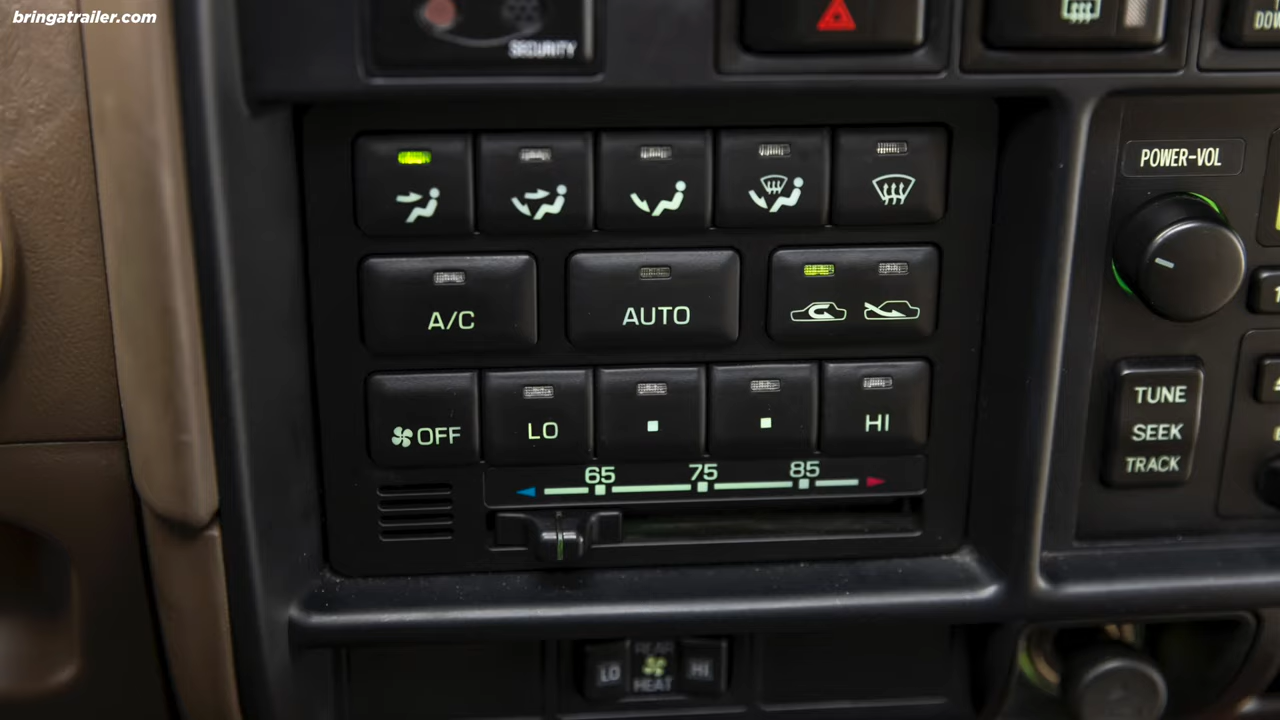 bringatrailer.com
SECURITY
DOW
POWER-VOL
A/C
AUTO
TUNE
SEEK
TRACK
OFF
LO
HI
65 75 85
LO
REAR
HEAT
HI